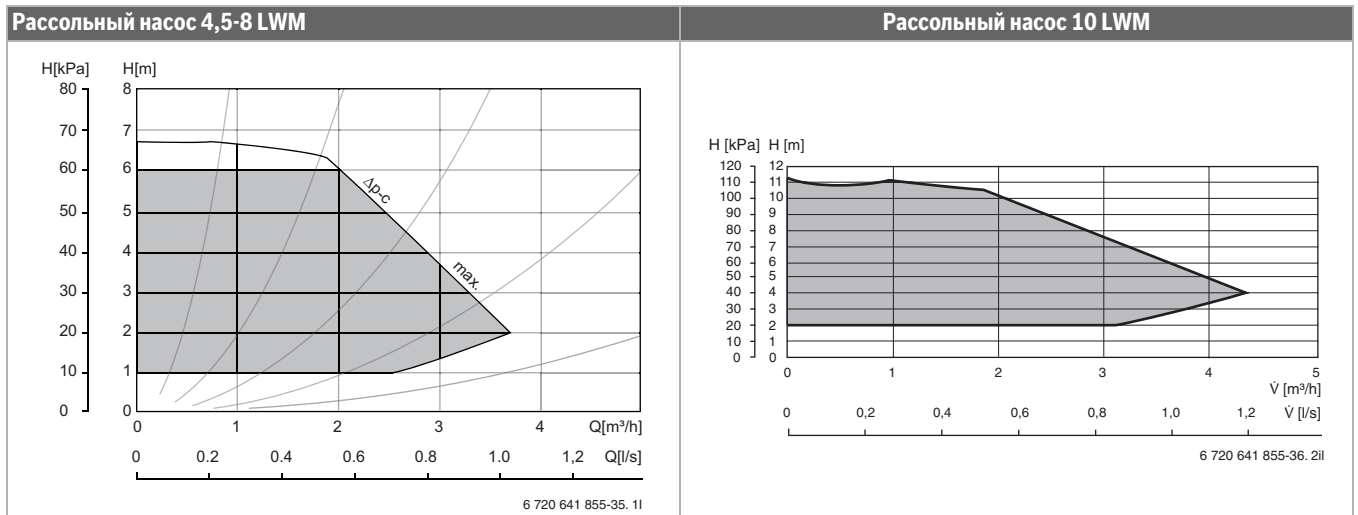 Рассольный насос 4,5-8 LWM
H[kPa] H[m]
80 8
70 7
60 6
50 5
40 4
30 3
20 2
10 1
0 0
Δp-c
max.
0 1 2 3 4 Q[m³/h]
0 0.2 0.4 0.6 0.8 1.0 1,2 Q[l/s]
6 720 641 855-35. 1I
Рассольный насос 10 LWM
H [kPa] H [m]
120 12
110 11
100 10
90 9
80 8
70 7
60 6
50 5
40 4
30 3
20 2
10 1
0 0
0 1 2 3 4 5
V̇ [m³/h]
0 0,2 0,4 0,6 0,8 1,0 1,2 V̇ [l/s]
6 720 641 855-36. 2il